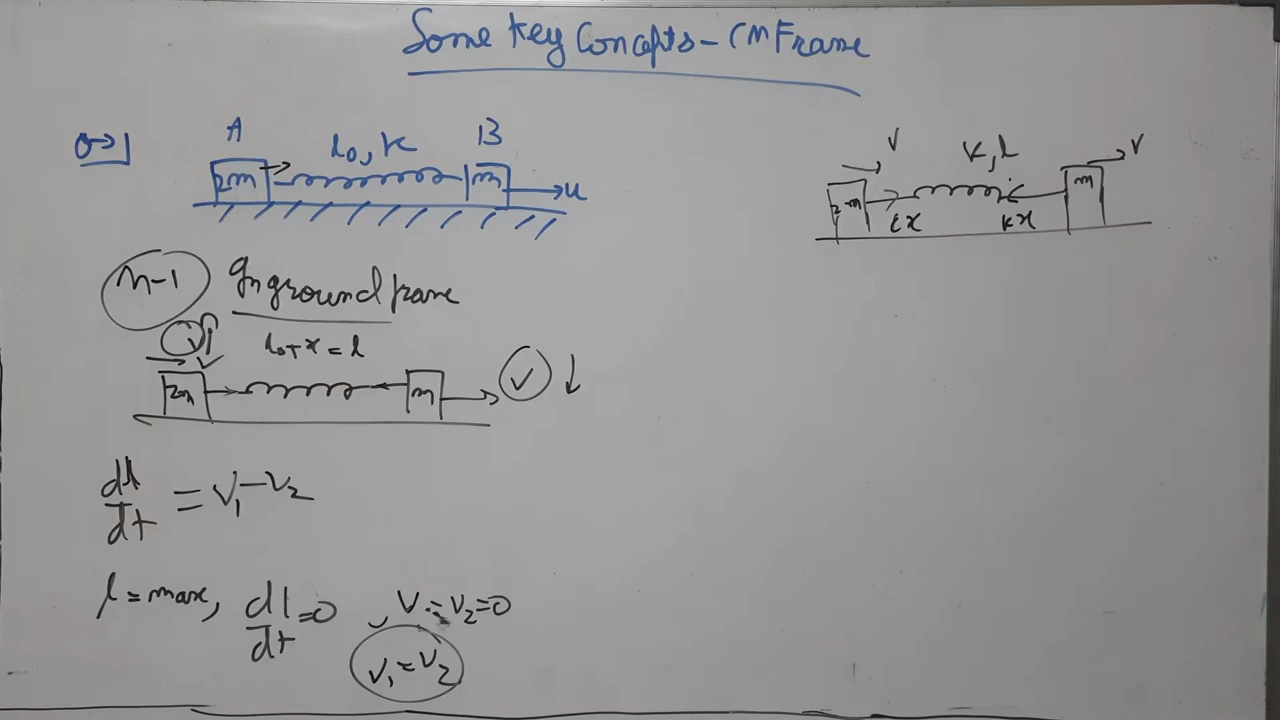 Some Key Concepts - CM Frame
Q→1
A
B
l₀, K
2m
m
u
V
K, l
V
2m
m
kx
kx
M-1
In ground frame
l₀+x = l
V
2m
m
V
dl/dt = V₁-V₂
l = max, dl/dt = 0, V₁-V₂=0
V₁=V₂